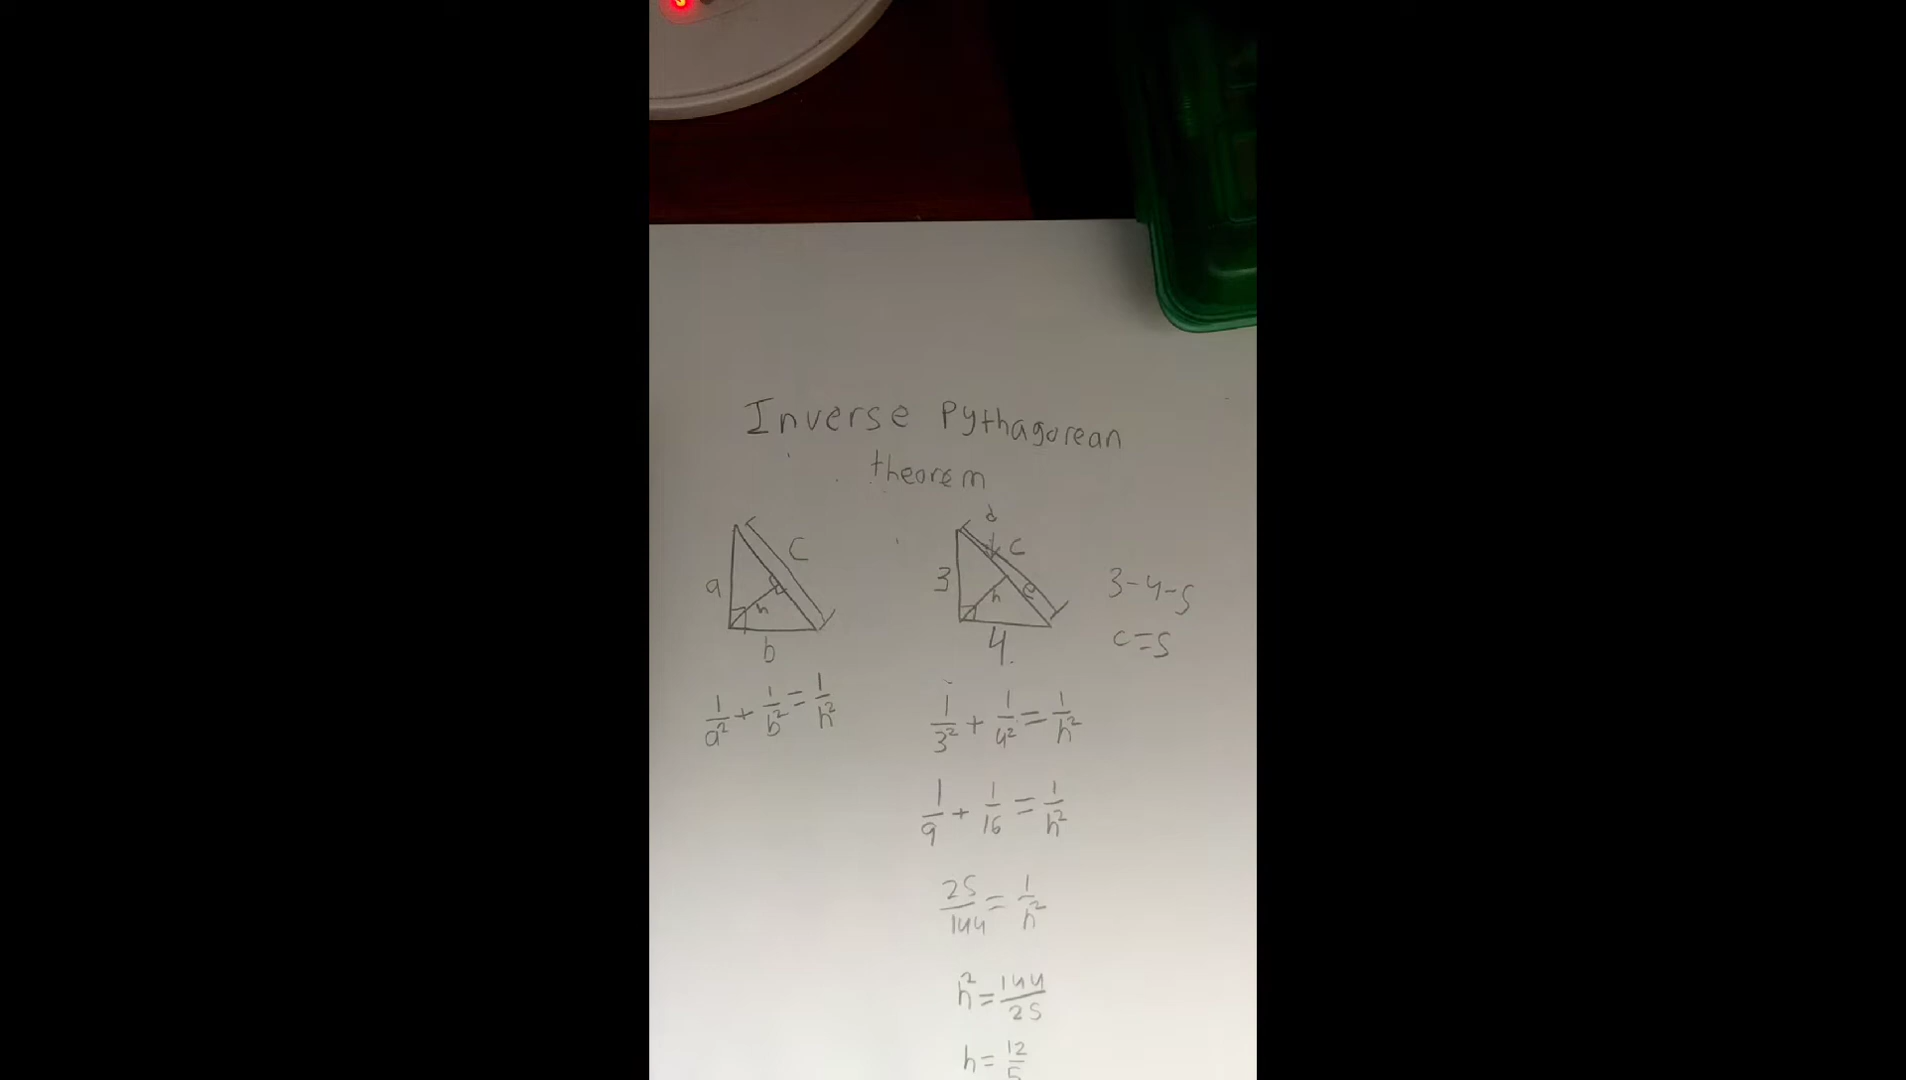 Inverse Pythagorean
theorem
a
h
c
b
d
3
c
h
e
4
3-4-5
c=5
1/a² + 1/b² = 1/h²
1/3² + 1/4² = 1/h²
1/9 + 1/16 = 1/h²
25/144 = 1/h²
h² = 144/25
h = 12/5